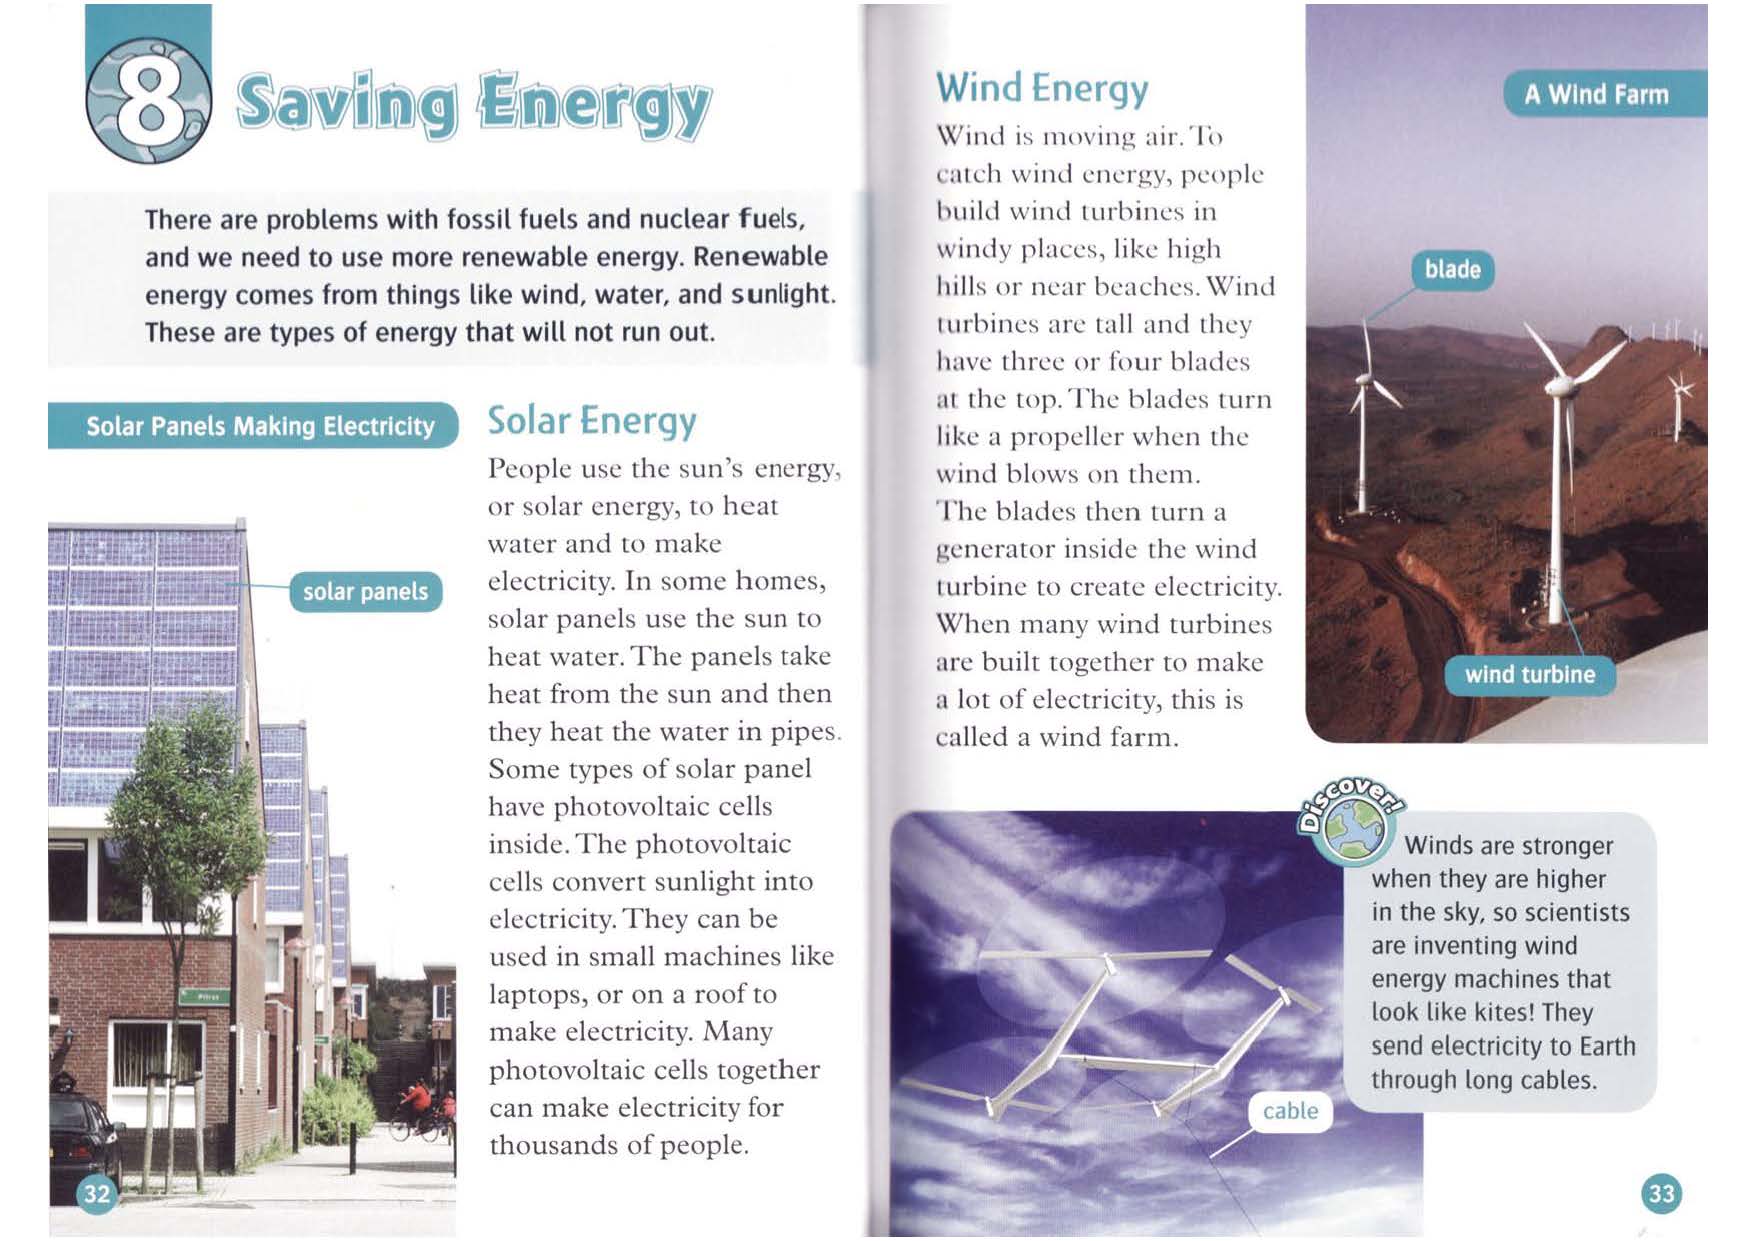 8
Saving Energy
There are problems with fossil fuels and nuclear fuels,
and we need to use more renewable energy. Renewable
energy comes from things like wind, water, and sunlight.
These are types of energy that will not run out.
Solar Panels Making Electricity
solar panels
Solar Energy
People use the sun's energy,
or solar energy, to heat
water and to make
electricity. In some homes,
solar panels use the sun to
heat water. The panels take
heat from the sun and then
they heat the water in pipes.
Some types of solar panel
have photovoltaic cells
inside. The photovoltaic
cells convert sunlight into
electricity. They can be
used in small machines like
laptops, or on a roof to
make electricity. Many
photovoltaic cells together
can make electricity for
thousands of people.
32
Wind Energy
Wind is moving air. To
catch wind energy, people
build wind turbines in
windy places, like high
hills or near beaches. Wind
turbines are tall and they
have three or four blades
at the top. The blades turn
like a propeller when the
wind blows on them.
The blades then turn a
generator inside the wind
turbine to create electricity.
When many wind turbines
are built together to make
a lot of electricity, this is
called a wind farm.
A Wind Farm
blade
wind turbine
Discover!
Winds are stronger
when they are higher
in the sky, so scientists
are inventing wind
energy machines that
look like kites! They
send electricity to Earth
through long cables.
cable
33